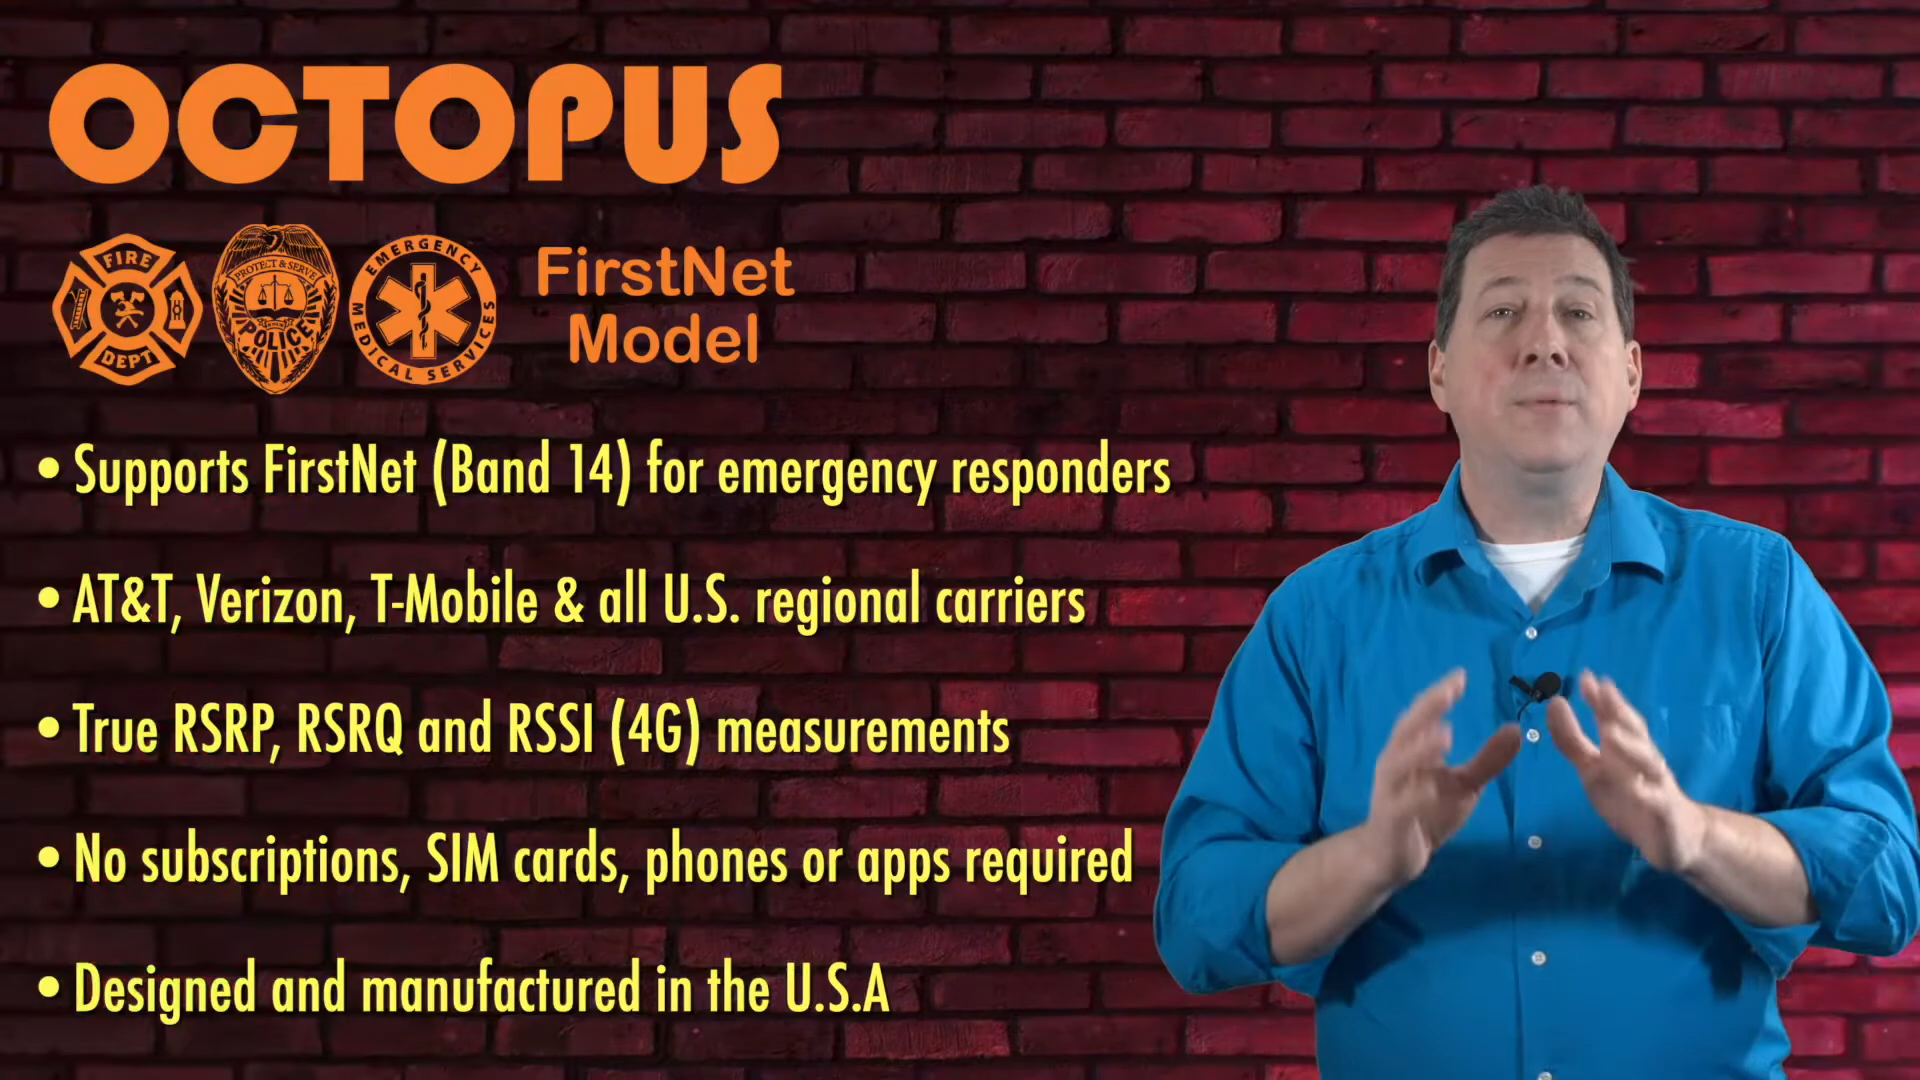 OCTOPUS
FIRE
DEPT
PROTECT & SERVE
POLICE
EMERGENCY
MEDICAL SERVICES
FirstNet
Model
• Supports FirstNet (Band 14) for emergency responders
• AT&T, Verizon, T-Mobile & all U.S. regional carriers
• True RSRP, RSRQ and RSSI (4G) measurements
• No subscriptions, SIM cards, phones or apps required
• Designed and manufactured in the U.S.A